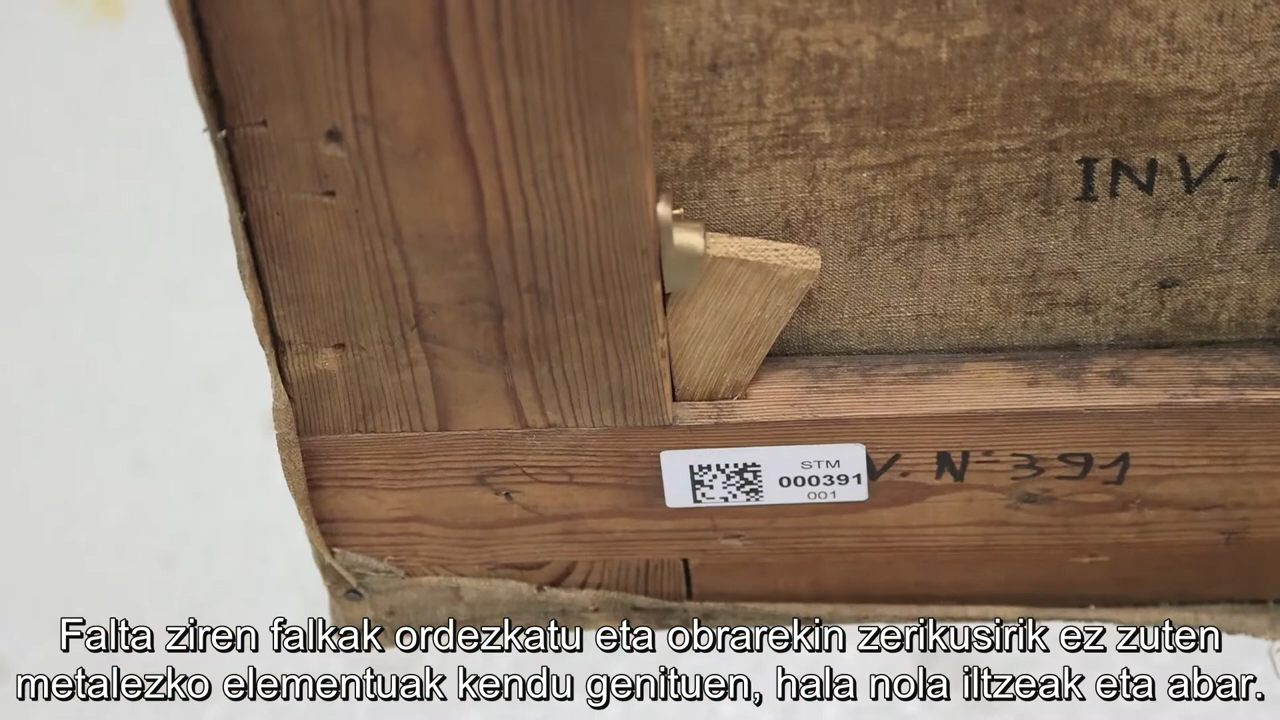 INV-
STM
000391
001
V. Nº 391
Falta ziren falkak ordezkatu eta obrarekin zerikusirik ez zuten
metalezko elementuak kendu genituen, hala nola iltzeak eta abar.